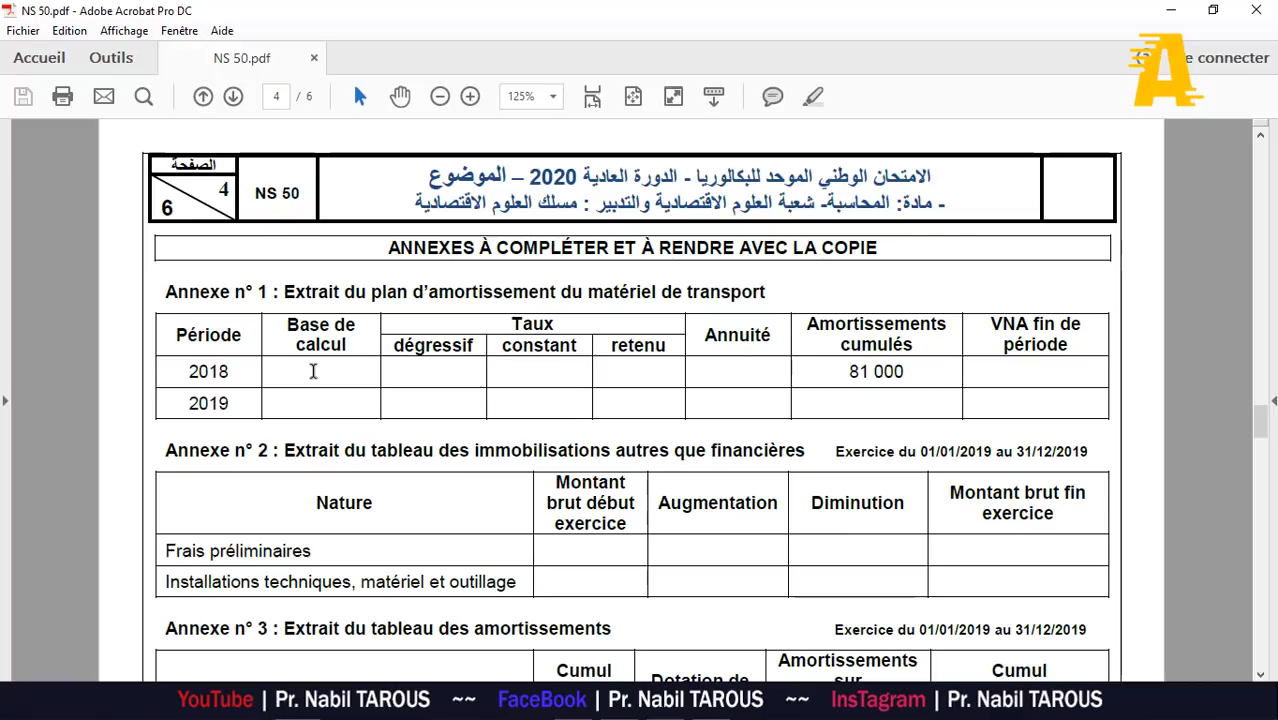 NS 50.pdf - Adobe Acrobat Pro DC
Fichier Edition Affichage Fenêtre Aide
Accueil Outils NS 50.pdf × e connecter
4 / 6 125%
A
الصفحة
4
6
NS 50
الامتحان الوطني الموحد للبكالوريا - الدورة العادية 2020 – الموضوع
- مادة: المحاسبة- شعبة العلوم الاقتصادية والتدبير : مسلك العلوم الاقتصادية
ANNEXES À COMPLÉTER ET À RENDRE AVEC LA COPIE
Annexe n° 1 : Extrait du plan d’amortissement du matériel de transport
Période Base de calcul Taux Annuité Amortissements cumulés VNA fin de période
dégressif constant retenu
2018 81 000
2019
Annexe n° 2 : Extrait du tableau des immobilisations autres que financières Exercice du 01/01/2019 au 31/12/2019
Nature Montant brut début exercice Augmentation Diminution Montant brut fin exercice
Frais préliminaires
Installations techniques, matériel et outillage
Annexe n° 3 : Extrait du tableau des amortissements Exercice du 01/01/2019 au 31/12/2019
Cumul Dotation de Amortissements sur Cumul
YouTube | Pr. Nabil TAROUS ~~ FaceBook | Pr. Nabil TAROUS ~~ InsTagram | Pr. Nabil TAROUS